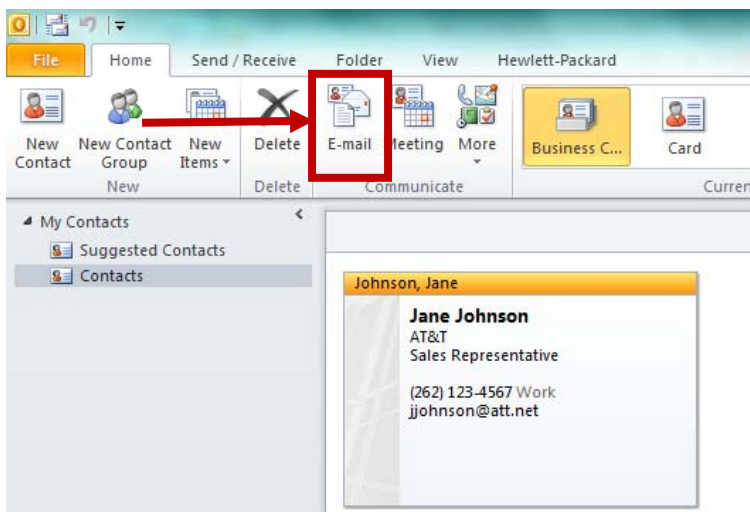 File Home Send / Receive Folder View Hewlett-Packard
New Contact New Contact Group New Items Delete E-mail Meeting More Business C... Card
New Delete Communicate Curren
My Contacts
Suggested Contacts
Contacts
Johnson, Jane
Jane Johnson
AT&T
Sales Representative
(262) 123-4567 Work
jjohnson@att.net